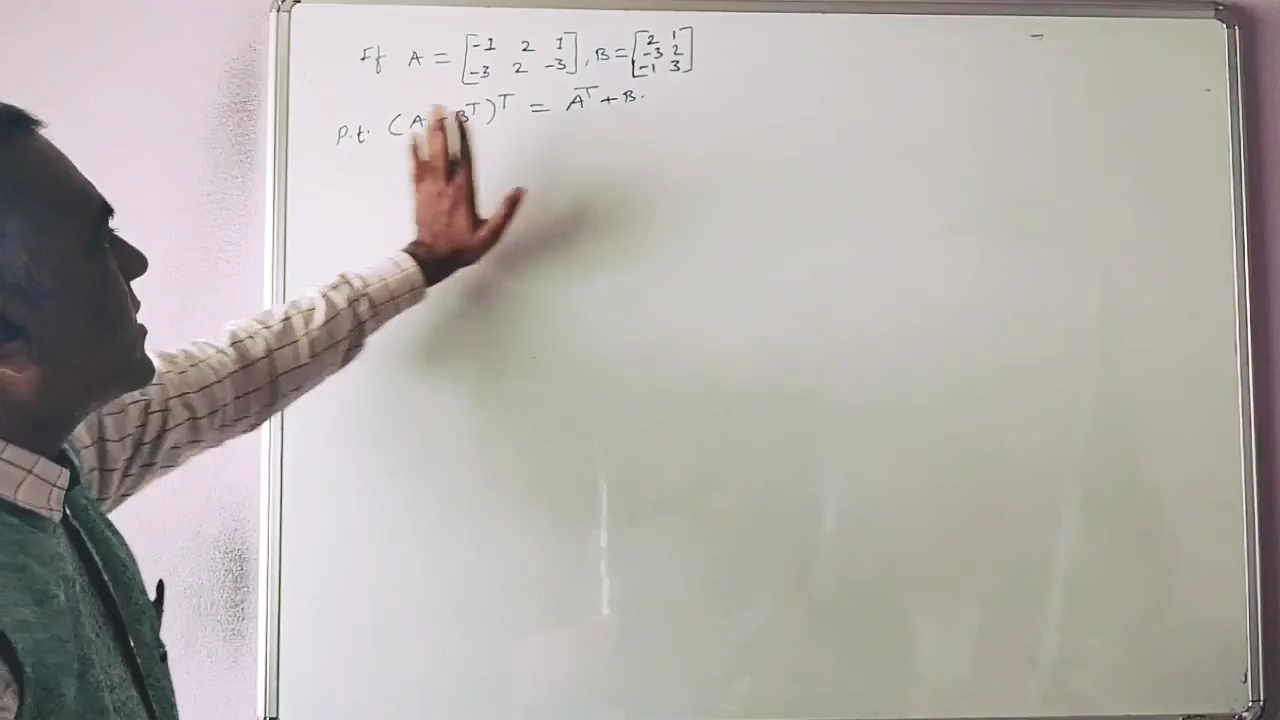 If A = [-1 2 1
-3 2 -3], B = [2 1
-3 2
-1 3]
P.t. (A + B^T)^T = A^T + B.